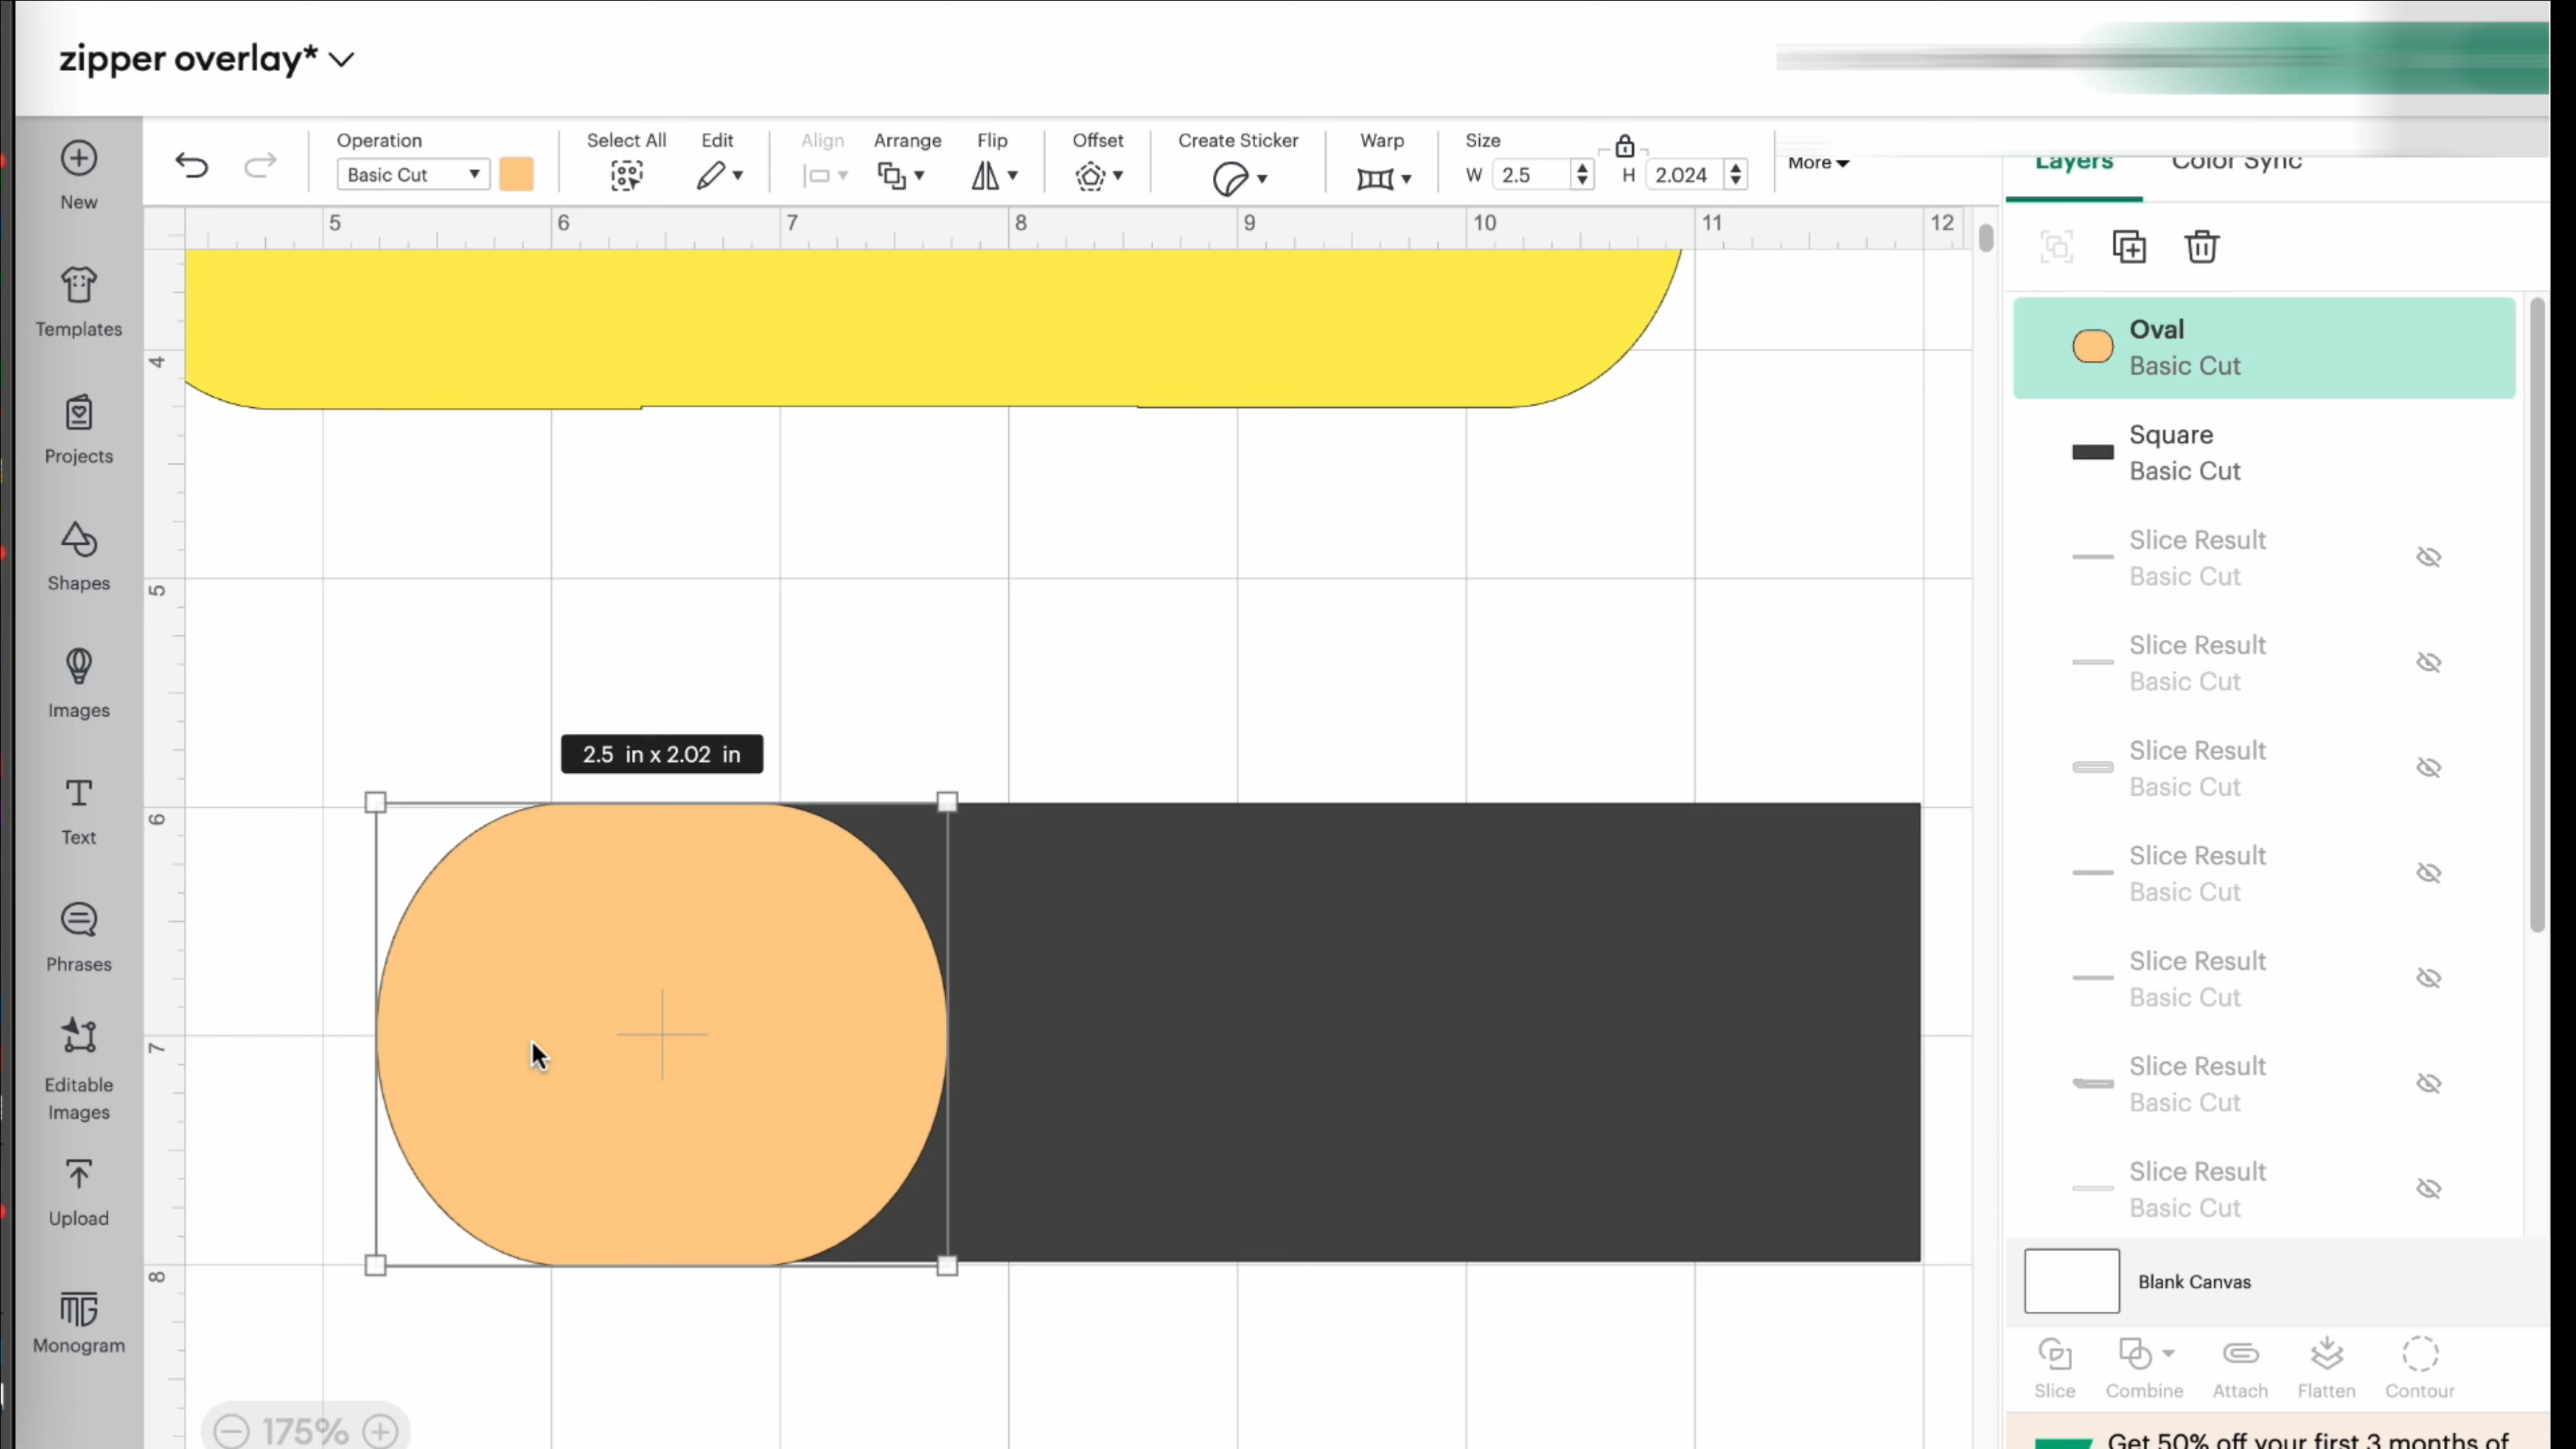 zipper overlay*
Operation
Basic Cut
Select All
Edit
Align
Arrange
Flip
Offset
Create Sticker
Warp
Size
W 2.5
H 2.024
More
Layers
Color Sync
New
Templates
Projects
Shapes
Images
Text
Phrases
Editable
Images
Upload
Monogram
5 6 7 8 9 10 11 12
4
5
6
7
8
2.5 in x 2.02 in
175%
Oval
Basic Cut
Square
Basic Cut
Slice Result
Basic Cut
Slice Result
Basic Cut
Slice Result
Basic Cut
Slice Result
Basic Cut
Slice Result
Basic Cut
Slice Result
Basic Cut
Slice Result
Basic Cut
Blank Canvas
Slice
Combine
Attach
Flatten
Contour
Get 50% off your first 3 months of